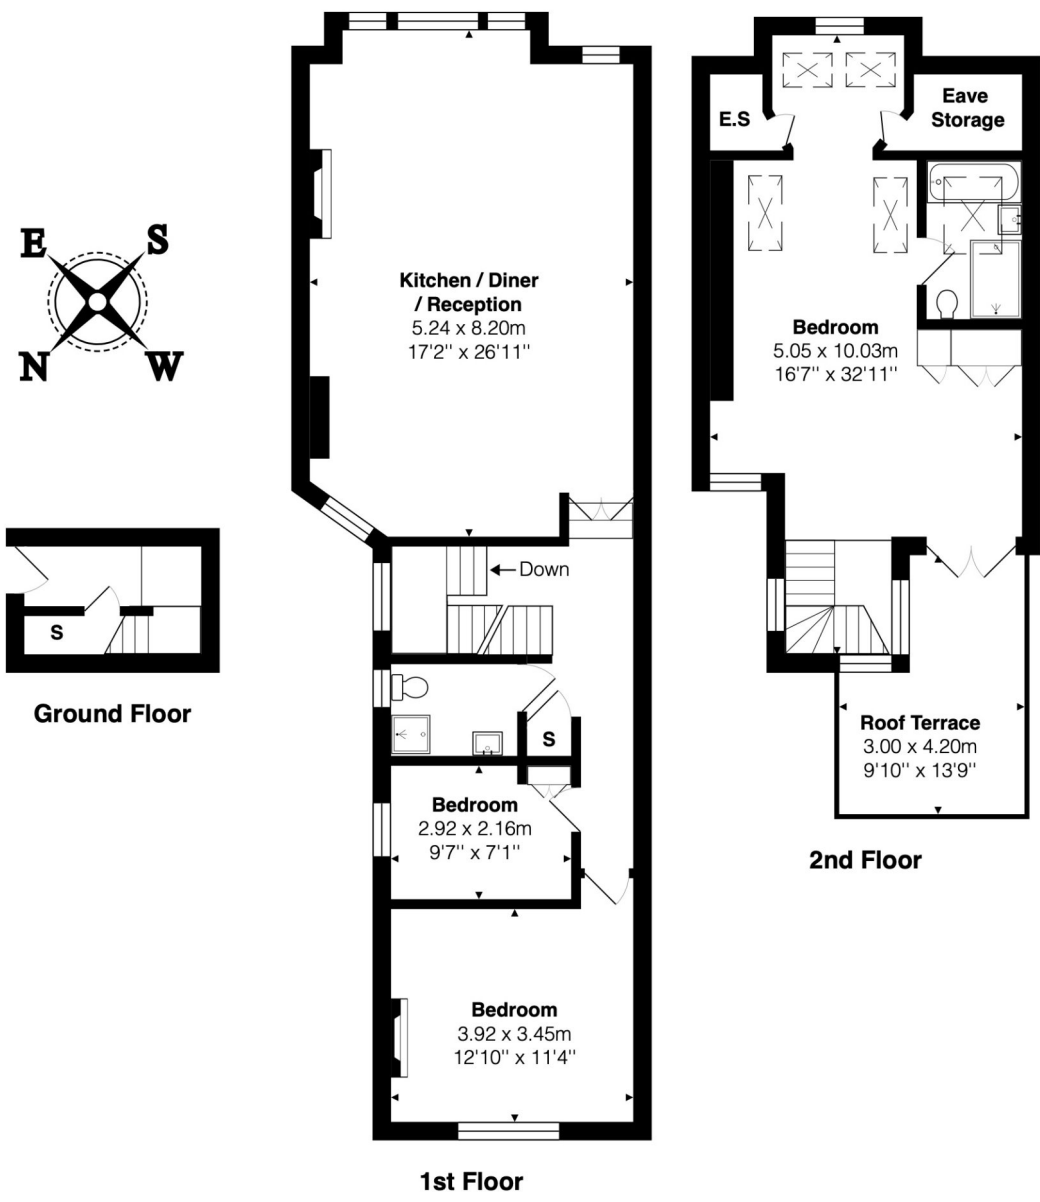 E S
N W
S
Ground Floor
Kitchen / Diner
/ Reception
5.24 x 8.20m
17'2" x 26'11"
Down
S
Bedroom
2.92 x 2.16m
9'7" x 7'1"
Bedroom
3.92 x 3.45m
12'10" x 11'4"
1st Floor
E.S
Eave
Storage
Bedroom
5.05 x 10.03m
16'7" x 32'11"
Roof Terrace
3.00 x 4.20m
9'10" x 13'9"
2nd Floor